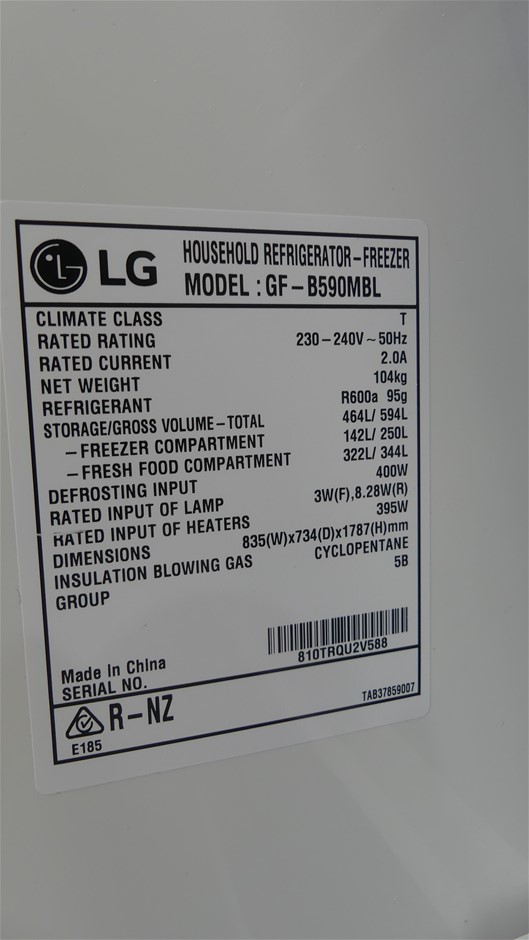 LG HOUSEHOLD REFRIGERATOR-FREEZER
MODEL : GF-B590MBL
CLIMATE CLASS T
RATED RATING 230-240V~50Hz
RATED CURRENT 2.0A
NET WEIGHT 104kg
REFRIGERANT R600a 95g
STORAGE/GROSS VOLUME-TOTAL 464L/ 594L
-FREEZER COMPARTMENT 142L/ 250L
-FRESH FOOD COMPARTMENT 322L/ 344L
DEFROSTING INPUT 400W
RATED INPUT OF LAMP 3W(F),8.28W(R)
RATED INPUT OF HEATERS 395W
DIMENSIONS 835(W)x734(D)x1787(H)mm
INSULATION BLOWING GAS CYCLOPENTANE
GROUP 5B
810TRQU2V588
Made in China
SERIAL NO.
R-NZ
E185
TAB37859007